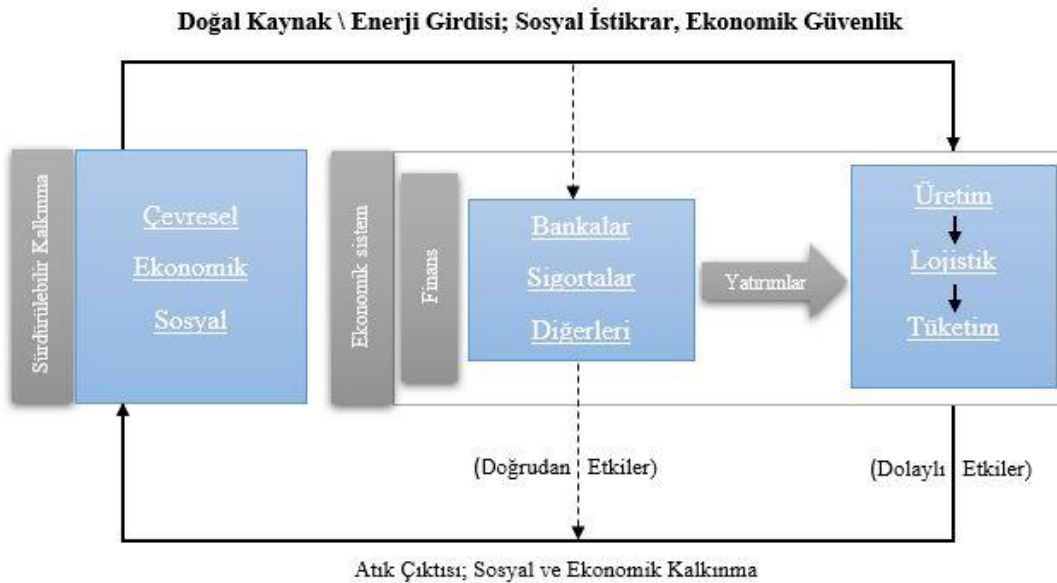 Doğal Kaynak \ Enerji Girdisi; Sosyal İstikrar, Ekonomik Güvenlik
Sürdürülebilir Kalkınma
Çevresel
Ekonomik
Sosyal
Ekonomik sistem
Finans
Bankalar
Sigortalar
Diğerleri
Yatırımlar
Üretim
Lojistik
Tüketim
(Doğrudan Etkiler)
(Dolaylı Etkiler)
Atık Çıktısı; Sosyal ve Ekonomik Kalkınma